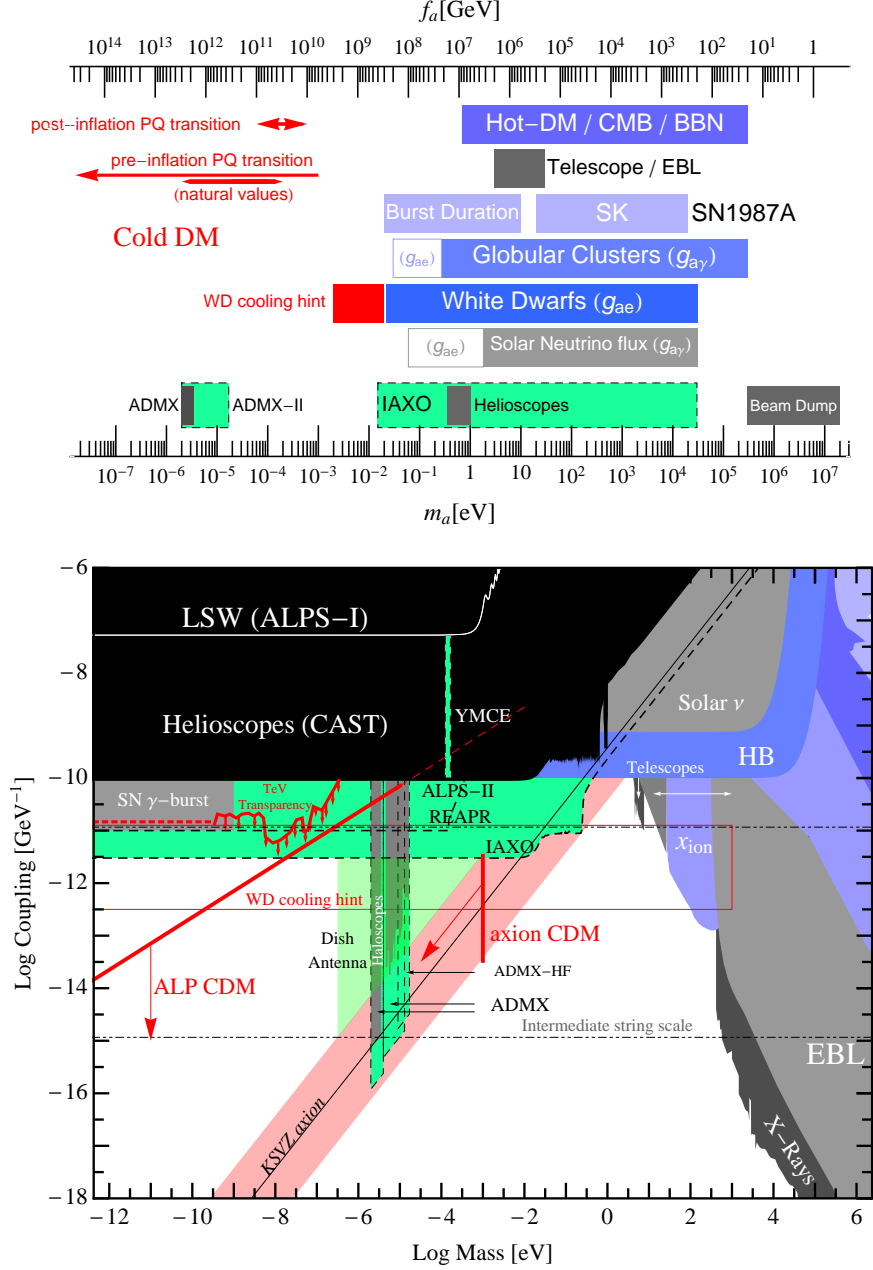 f_a[GeV]
10^14 10^13 10^12 10^11 10^10 10^9 10^8 10^7 10^6 10^5 10^4 10^3 10^2 10^1 1
post-inflation PQ transition
Hot-DM / CMB / BBN
pre-inflation PQ transition
Telescope / EBL
(natural values)
Burst Duration SK SN1987A
Cold DM
(g_ae) Globular Clusters (g_aγ)
WD cooling hint White Dwarfs (g_ae)
(g_ae) Solar Neutrino flux (g_aγ)
ADMX ADMX-II IAXO Helioscopes Beam Dump
10^-7 10^-6 10^-5 10^-4 10^-3 10^-2 10^-1 1 10 10^2 10^3 10^4 10^5 10^6 10^7
m_a[eV]
-6
LSW (ALPS-I)
-8
Solar ν
YMCE
Helioscopes (CAST)
HB
Telescopes
-10
ALPS-II
TeV
Transparency
SN γ-burst
REAPR
x_ion
IAXO
-12
WD cooling hint
Haloscopes
axion CDM
Dish
Antenna
ADMX-HF
ALP CDM
-14
ADMX
Intermediate string scale
EBL
-16
KSVZ axion
X-Rays
-18
Log Coupling [GeV^-1]
-12 -10 -8 -6 -4 -2 0 2 4 6
Log Mass [eV]